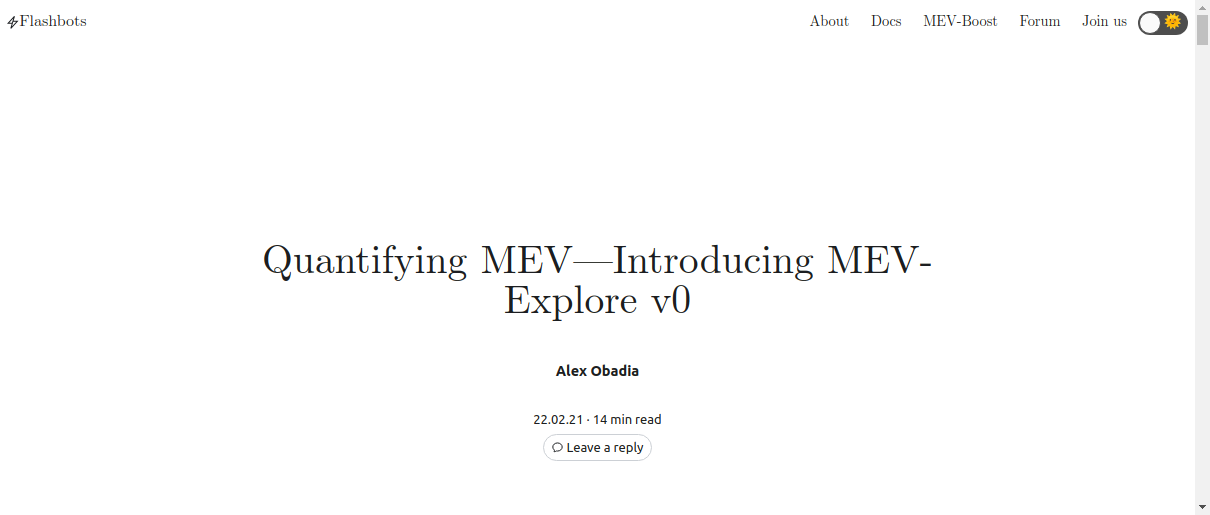 Flashbots
About Docs MEV-Boost Forum Join us
Quantifying MEV—Introducing MEV-
Explore v0
Alex Obadia
22.02.21 · 14 min read
Leave a reply